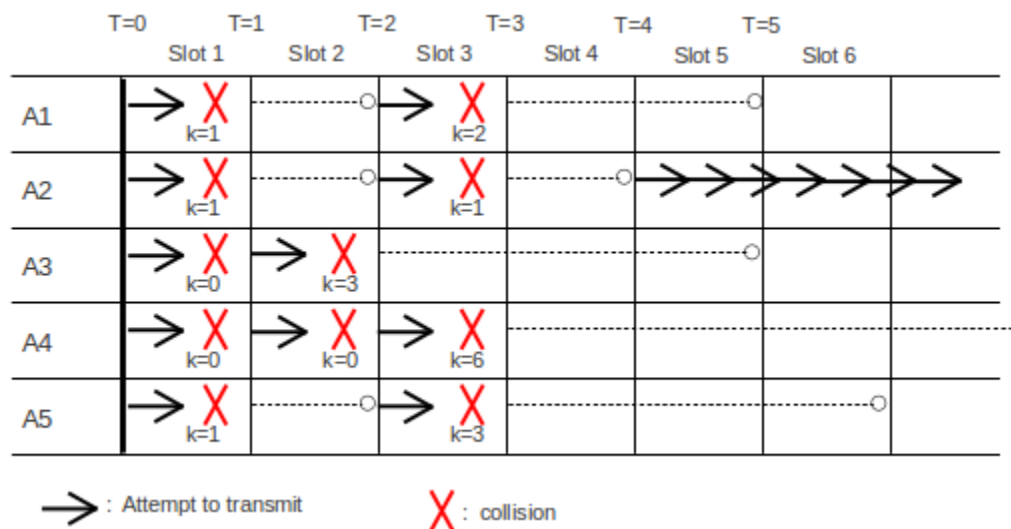 T=0 T=1 T=2 T=3 T=4 T=5
Slot 1 Slot 2 Slot 3 Slot 4 Slot 5 Slot 6
A1
k=1 k=2
A2
k=1 k=1
A3
k=0 k=3
A4
k=0 k=0 k=6
A5
k=1 k=3
: Attempt to transmit : collision